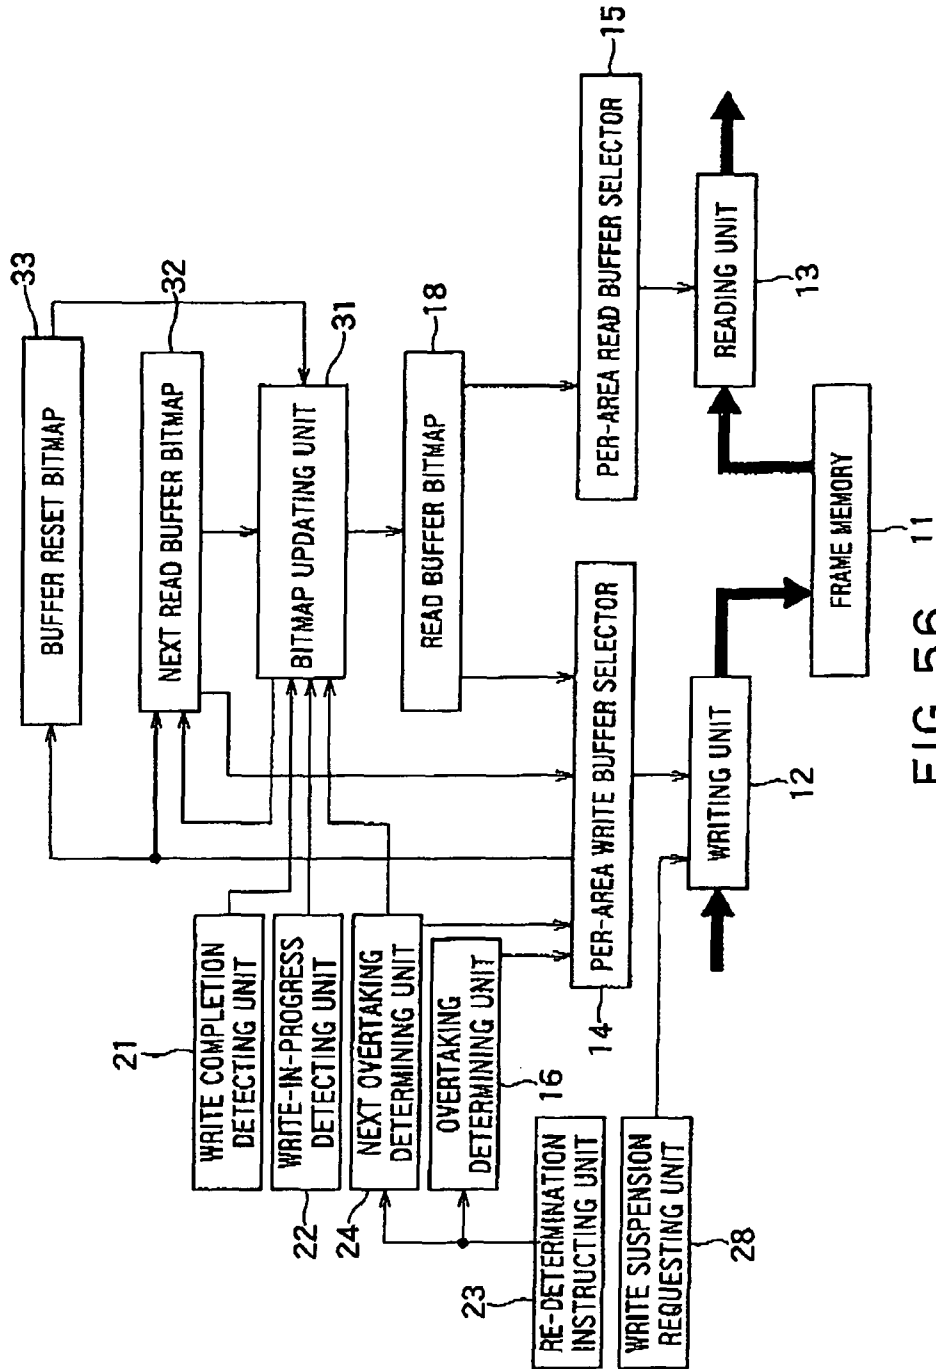 33
BUFFER RESET BITMAP
32
NEXT READ BUFFER BITMAP
21
WRITE COMPLETION
DETECTING UNIT
WRITE-IN-PROGRESS
DETECTING UNIT
22
31
BITMAP UPDATING UNIT
NEXT OVERTAKING
DETERMINING UNIT
24
18
READ BUFFER BITMAP
OVERTAKING
DETERMINING UNIT
16
23
RE-DETERMINATION
INSTRUCTING UNIT
14
PER-AREA WRITE BUFFER SELECTOR
15
PER-AREA READ BUFFER SELECTOR
WRITE SUSPENSION
REQUESTING UNIT
28
WRITING UNIT
12
READING UNIT
13
FRAME MEMORY
11
FIG. 56